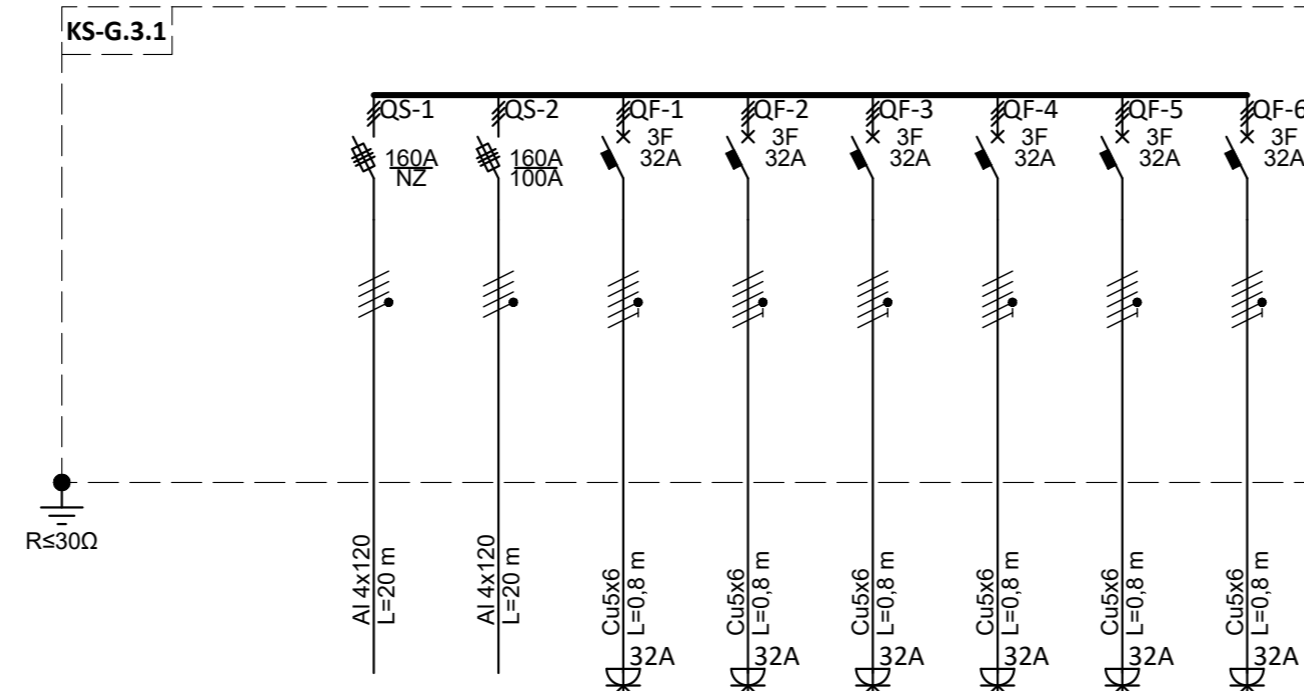 KS-G.3.1
QS-1
160A
NZ
QS-2
160A
100A
QF-1
3F
32A
QF-2
3F
32A
QF-3
3F
32A
QF-4
3F
32A
QF-5
3F
32A
QF-6
3F
32A
R≤30Ω
Al 4x120
L=20 m
Al 4x120
L=20 m
Cu5x6
L=0,8 m
32A
Cu5x6
L=0,8 m
32A
Cu5x6
L=0,8 m
32A
Cu5x6
L=0,8 m
32A
Cu5x6
L=0,8 m
32A
Cu5x6
L=0,8 m
32A